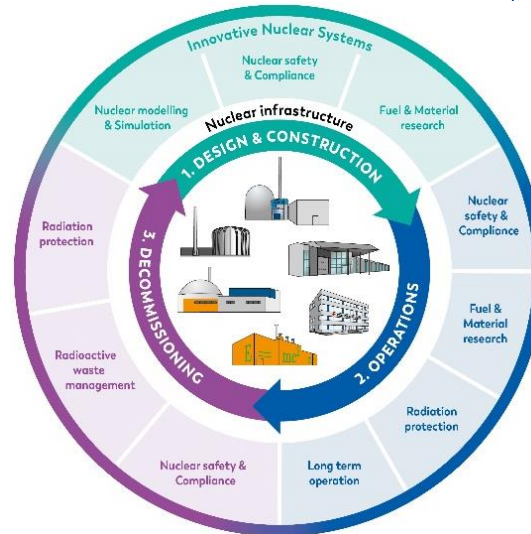 Innovative Nuclear Systems
Nuclear safety
& Compliance
Nuclear modelling
& Simulation
Fuel & Material
research
Nuclear infrastructure
1. DESIGN & CONSTRUCTION
Nuclear
safety &
Compliance
Fuel &
Material
research
Radiation
protection
Long term
operation
2. OPERATIONS
Nuclear safety &
Compliance
Radioactive
waste
management
Radiation
protection
3. DECOMMISSIONING
E = mc²